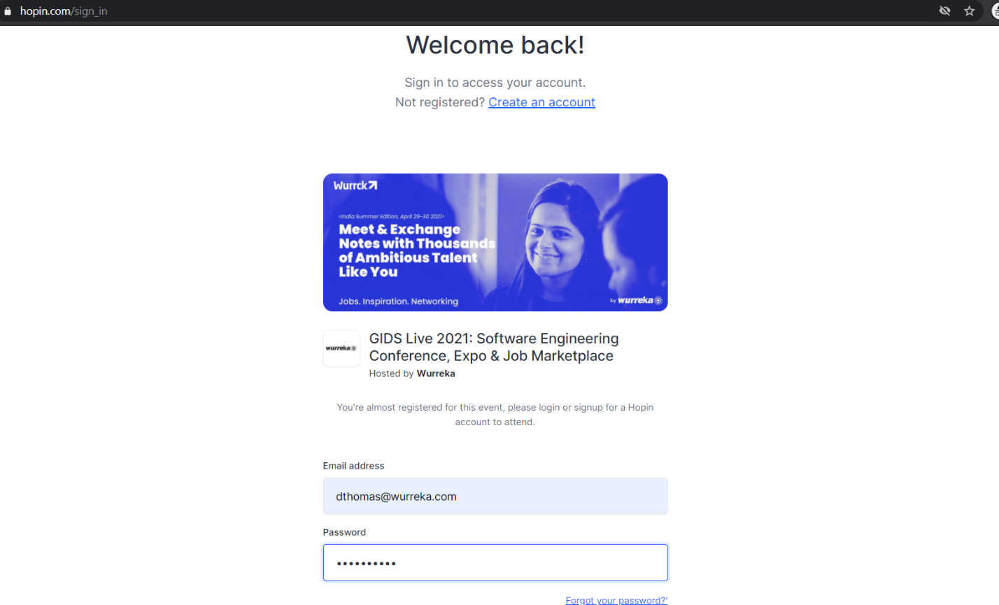 hopin.com/sign_in
Welcome back!
Sign in to access your account.
Not registered? Create an account
Wurrck
<India Summer Edition, April 29-30 2021>
Meet & Exchange
Notes with Thousands
of Ambitious Talent
Like You
Jobs. Inspiration. Networking
by wurreka
wurreka
GIDS Live 2021: Software Engineering
Conference, Expo & Job Marketplace
Hosted by Wurreka
You're almost registered for this event, please login or signup for a Hopin
account to attend.
Email address
dthomas@wurreka.com
Password
••••••••••
Forgot your password?'